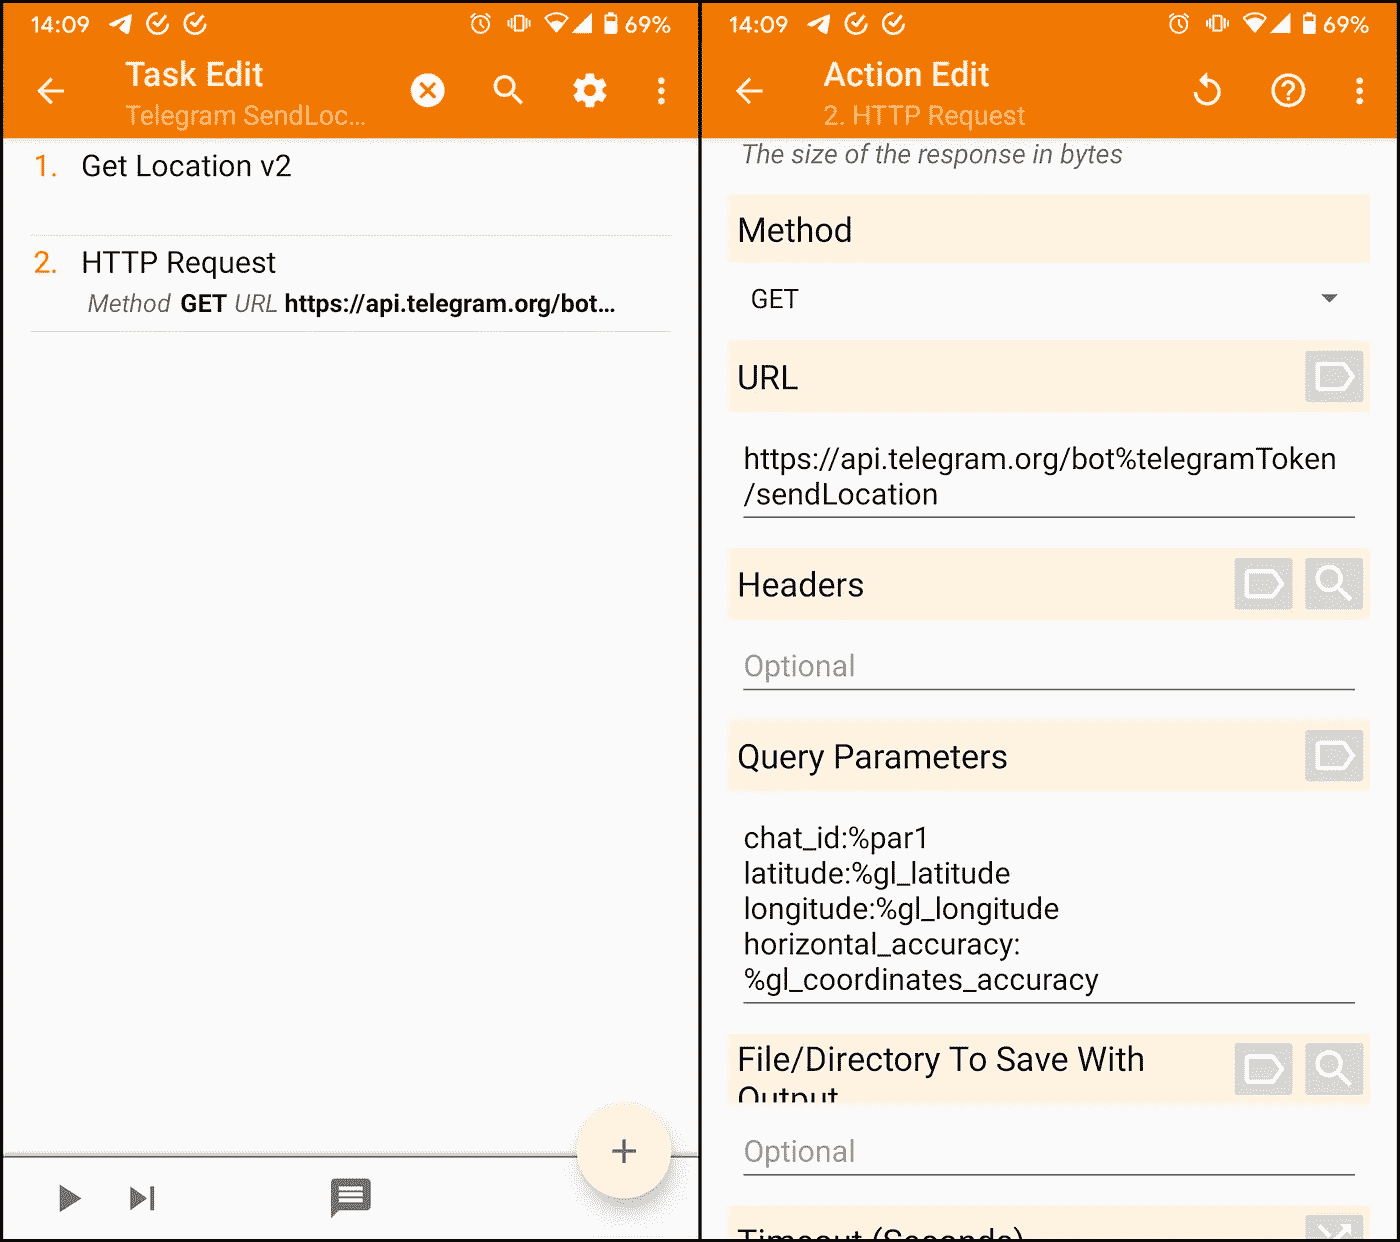 14:09
69%
Task Edit
Telegram SendLoc...
1. Get Location v2
2. HTTP Request
Method GET URL https://api.telegram.org/bot...
14:09
69%
Action Edit
2. HTTP Request
The size of the response in bytes
Method
GET
URL
https://api.telegram.org/bot%telegramToken
/sendLocation
Headers
Optional
Query Parameters
chat_id:%par1
latitude:%gl_latitude
longitude:%gl_longitude
horizontal_accuracy:
%gl_coordinates_accuracy
File/Directory To Save With
Output
Optional
Timeout (Seconds)